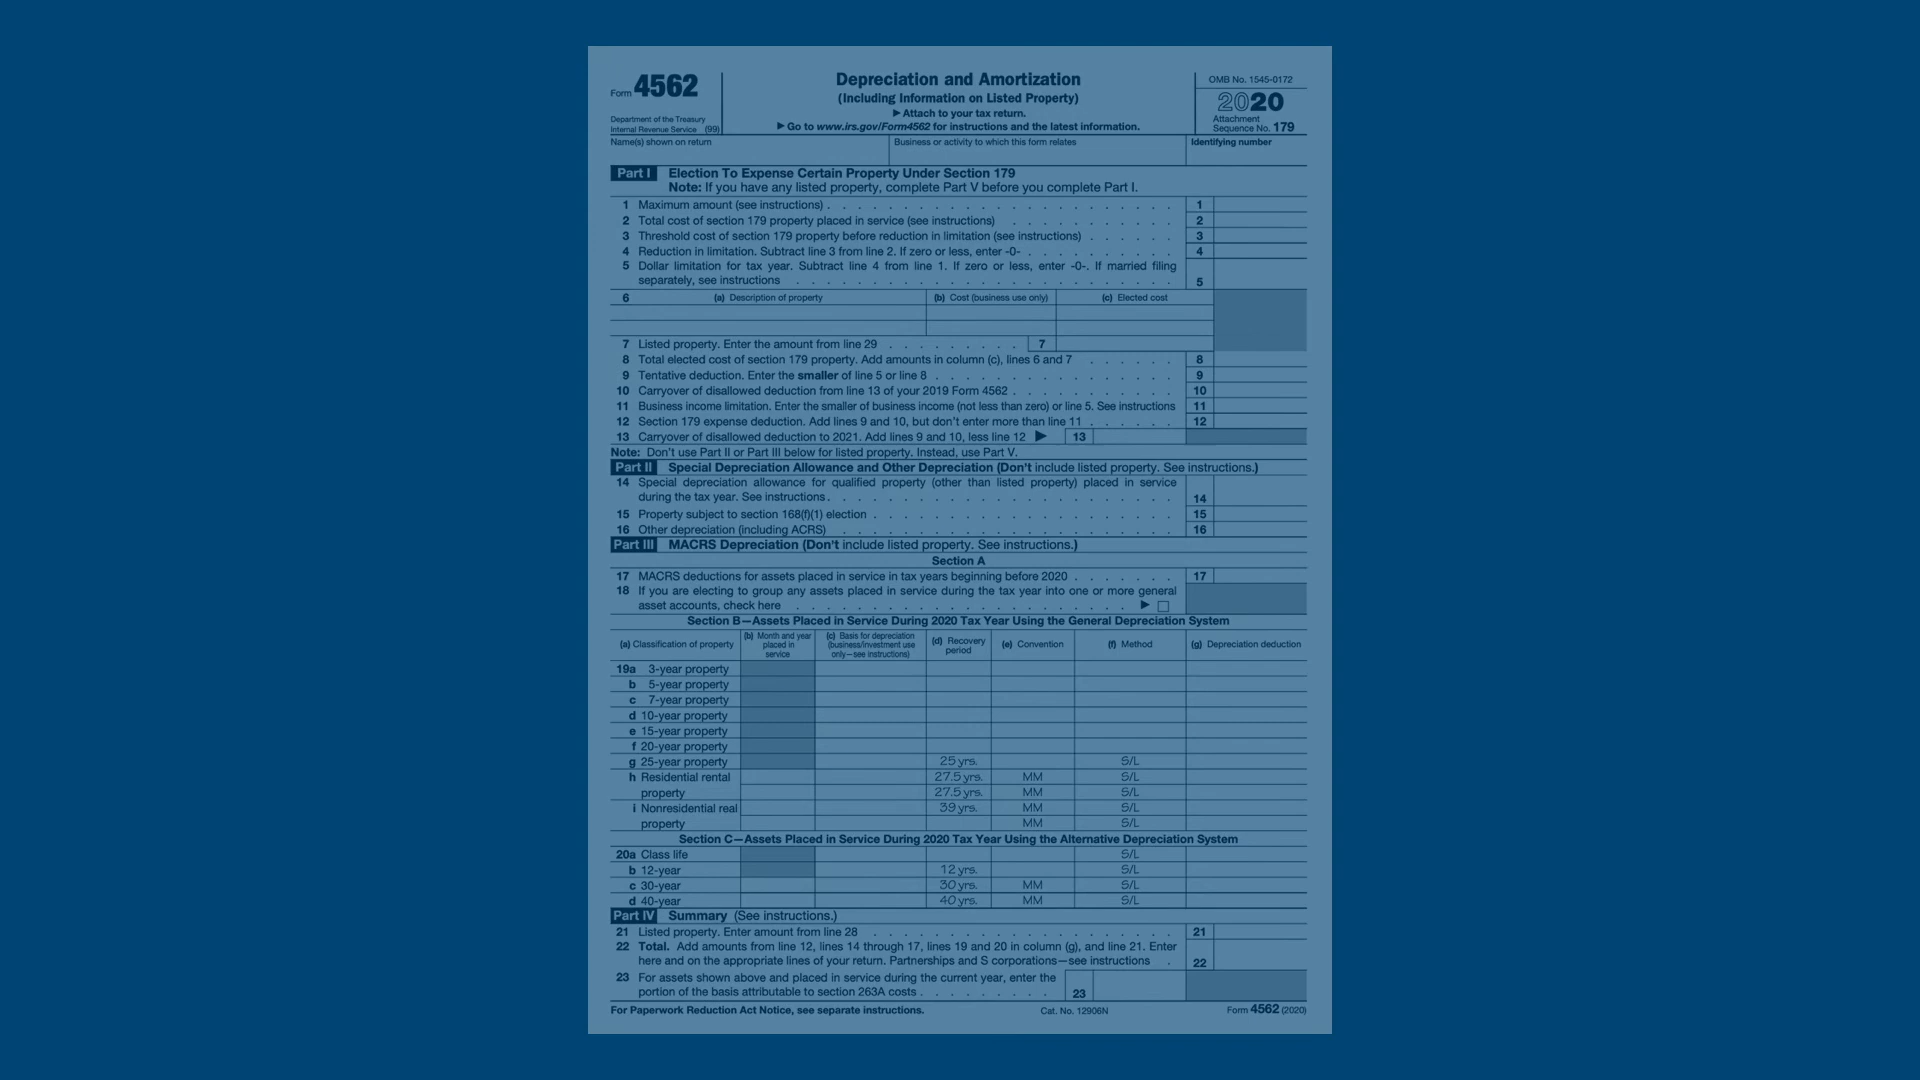 Form 4562
Depreciation and Amortization
(Including Information on Listed Property)
▶ Attach to your tax return.
▶ Go to www.irs.gov/Form4562 for instructions and the latest information.
Department of the Treasury
Internal Revenue Service (99)
OMB No. 1545-0172
2020
Attachment
Sequence No. 179
Name(s) shown on return
Business or activity to which this form relates
Identifying number
Part I Election To Expense Certain Property Under Section 179
Note: If you have any listed property, complete Part V before you complete Part I.
1 Maximum amount (see instructions) . . . . . . . . . . 1
2 Total cost of section 179 property placed in service (see instructions) . . . . . . 2
3 Threshold cost of section 179 property before reduction in limitation (see instructions) . . . . . . 3
4 Reduction in limitation. Subtract line 3 from line 2. If zero or less, enter -0- . . . . . . 4
5 Dollar limitation for tax year. Subtract line 4 from line 1. If zero or less, enter -0-. If married filing
separately, see instructions . . . . . . 5
6 (a) Description of property (b) Cost (business use only) (c) Elected cost
7 Listed property. Enter the amount from line 29 . . . . . . 7
8 Total elected cost of section 179 property. Add amounts in column (c), lines 6 and 7 . . . . . . 8
9 Tentative deduction. Enter the smaller of line 5 or line 8 . . . . . . 9
10 Carryover of disallowed deduction from line 13 of your 2019 Form 4562 . . . . . . 10
11 Business income limitation. Enter the smaller of business income (not less than zero) or line 5. See instructions 11
12 Section 179 expense deduction. Add lines 9 and 10, but don't enter more than line 11 . . . . . . 12
13 Carryover of disallowed deduction to 2021. Add lines 9 and 10, less line 12 ▶ 13
Note: Don't use Part II or Part III below for listed property. Instead, use Part V.
Part II Special Depreciation Allowance and Other Depreciation (Don't include listed property. See instructions.)
14 Special depreciation allowance for qualified property (other than listed property) placed in service
during the tax year. See instructions . . . . . . 14
15 Property subject to section 168(f)(1) election . . . . . . 15
16 Other depreciation (including ACRS) . . . . . . 16
Part III MACRS Depreciation (Don't include listed property. See instructions.)
Section A
17 MACRS deductions for assets placed in service in tax years beginning before 2020 . . . . . . . 17
18 If you are electing to group any assets placed in service during the tax year into one or more general
asset accounts, check here . . . . . . ▶ ☐
Section B—Assets Placed in Service During 2020 Tax Year Using the General Depreciation System
(a) Classification of property (b) Month and year placed in service (c) Basis for depreciation (business/investment use only—see instructions) (d) Recovery period (e) Convention (f) Method (g) Depreciation deduction
19a 3-year property
b 5-year property
c 7-year property
d 10-year property
e 15-year property
f 20-year property
g 25-year property 25 yrs. S/L
h Residential rental 27.5 yrs. MM S/L
property 27.5 yrs. MM S/L
i Nonresidential real 39 yrs. MM S/L
property MM S/L
Section C—Assets Placed in Service During 2020 Tax Year Using the Alternative Depreciation System
20a Class life S/L
b 12-year 12 yrs. S/L
c 30-year 30 yrs. MM S/L
d 40-year 40 yrs. MM S/L
Part IV Summary (See instructions.)
21 Listed property. Enter amount from line 28 . . . . . . 21
22 Total. Add amounts from line 12, lines 14 through 17, lines 19 and 20 in column (g), and line 21. Enter
here and on the appropriate lines of your return. Partnerships and S corporations—see instructions . 22
23 For assets shown above and placed in service during the current year, enter the
portion of the basis attributable to section 263A costs . . . . . . 23
For Paperwork Reduction Act Notice, see separate instructions. Cat. No. 12906N Form 4562 (2020)